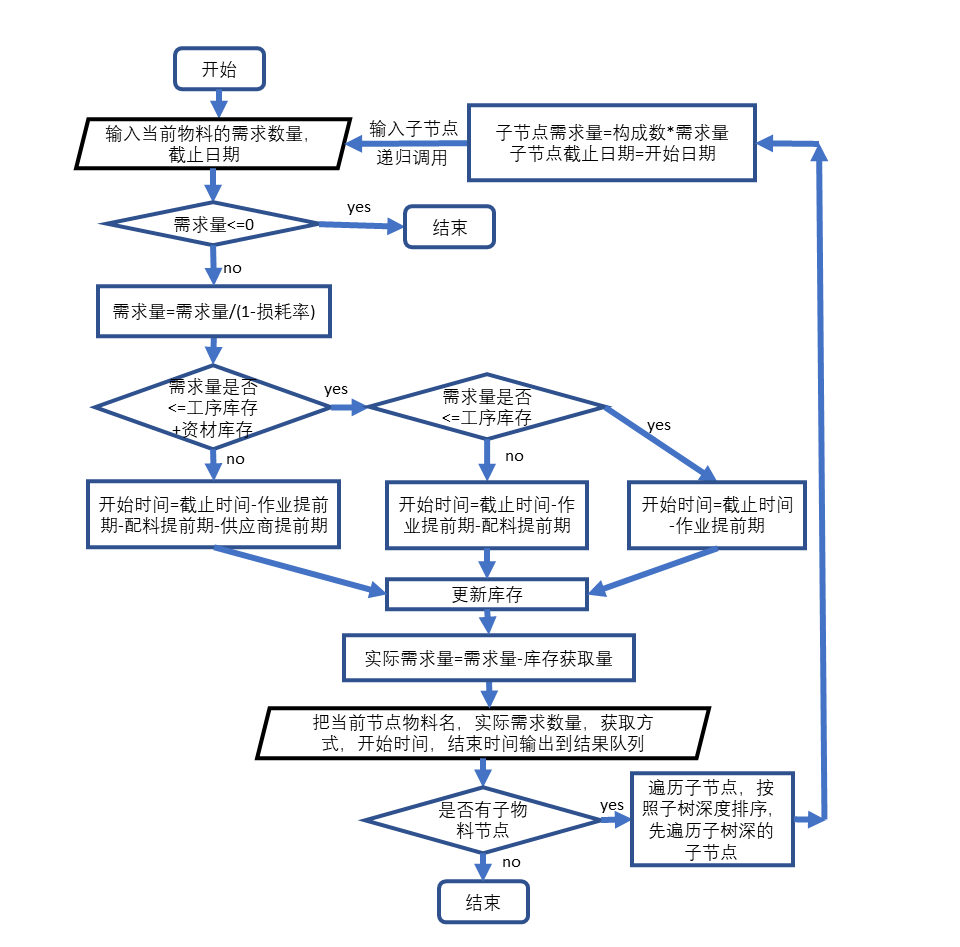 开始
输入当前物料的需求数量,
截止日期
输入子节点
递归调用
子节点需求量=构成数*需求量
子节点截止日期=开始日期
需求量<=0
yes
结束
no
需求量=需求量/(1-损耗率)
需求量是否
<=工序库存
+资材库存
yes
需求量是否
<=工序库存
yes
no
no
开始时间=截止时间-作业提前
期-配料提前期-供应商提前期
开始时间=截止时间-作
业提前期-配料提前期
开始时间=截止时间
-作业提前期
更新库存
实际需求量=需求量-库存获取量
把当前节点物料名，实际需求数量，获取方
式，开始时间，结束时间输出到结果队列
是否有子物
料节点
yes
遍历子节点，按
照子树深度排序,
先遍历子树深的
子节点
no
结束